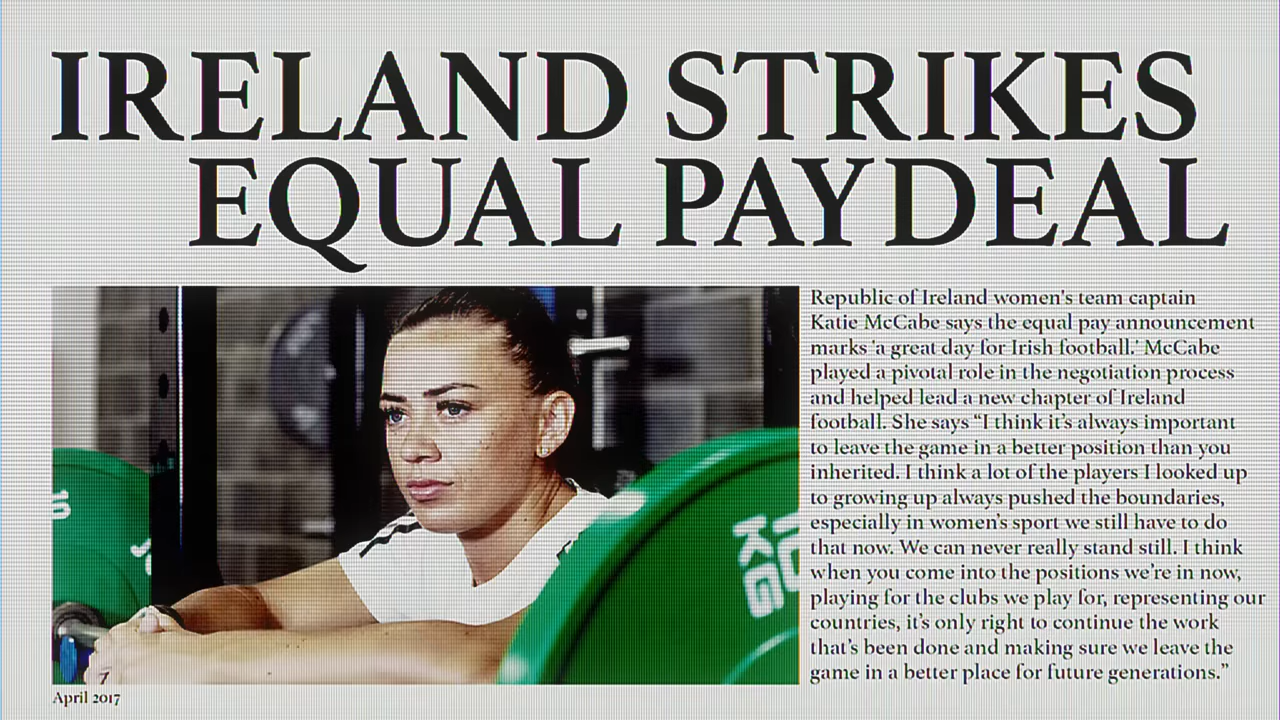 IRELAND STRIKES
EQUAL PAYDEAL
Republic of Ireland women's team captain
Katie McCabe says the equal pay announcement
marks 'a great day for Irish football.' McCabe
played a pivotal role in the negotiation process
and helped lead a new chapter of Ireland
football. She says “I think it’s always important
to leave the game in a better position than you
inherited. I think a lot of the players I looked up
to growing up always pushed the boundaries,
especially in women’s sport we still have to do
that now. We can never really stand still. I think
when you come into the positions we’re in now,
playing for the clubs we play for, representing our
countries, it’s only right to continue the work
that’s been done and making sure we leave the
game in a better place for future generations.”
KG
April 2017